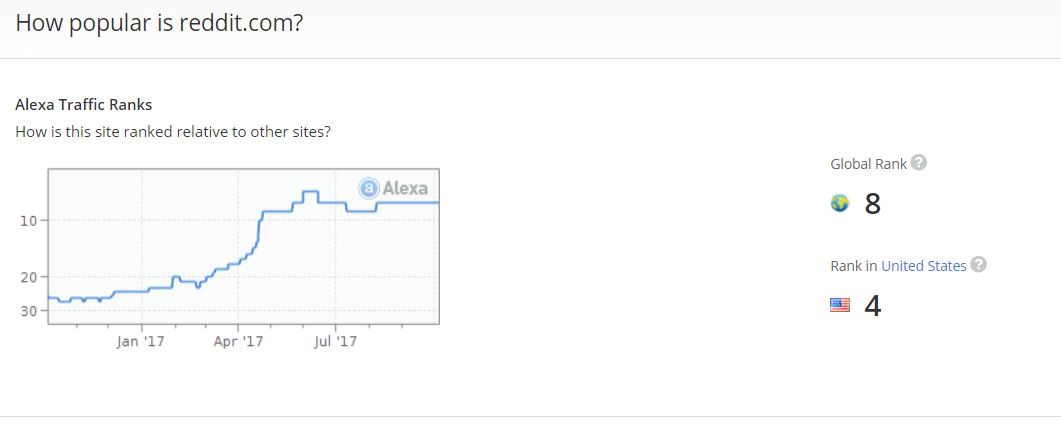 How popular is reddit.com?
Alexa Traffic Ranks
How is this site ranked relative to other sites?
a Alexa
10
20
30
Jan '17 Apr '17 Jul '17
Global Rank ?
8
Rank in United States ?
4